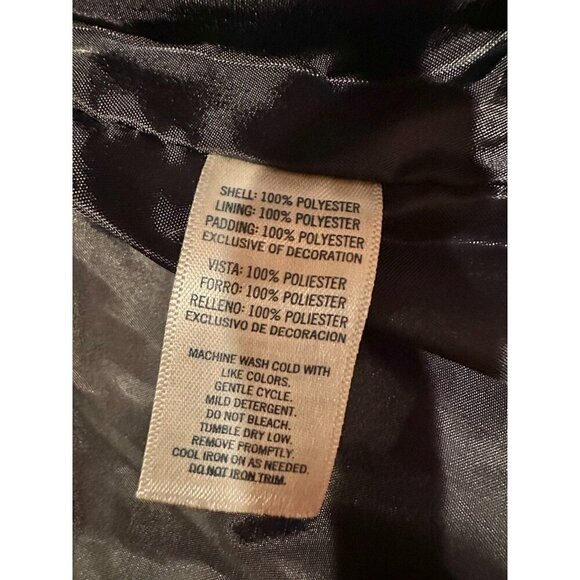 SHELL: 100% POLYESTER
LINING: 100% POLYESTER
PADDING: 100% POLYESTER
EXCLUSIVE OF DECORATION
VISTA: 100% POLIESTER
FORRO: 100% POLIESTER
RELLENO: 100% POLIESTER
EXCLUSIVO DE DECORACION
MACHINE WASH COLD WITH
LIKE COLORS.
GENTLE CYCLE.
MILD DETERGENT.
DO NOT BLEACH.
TUMBLE DRY LOW.
REMOVE PROMPTLY.
COOL IRON ON AS NEEDED.
DO NOT IRON TRIM.